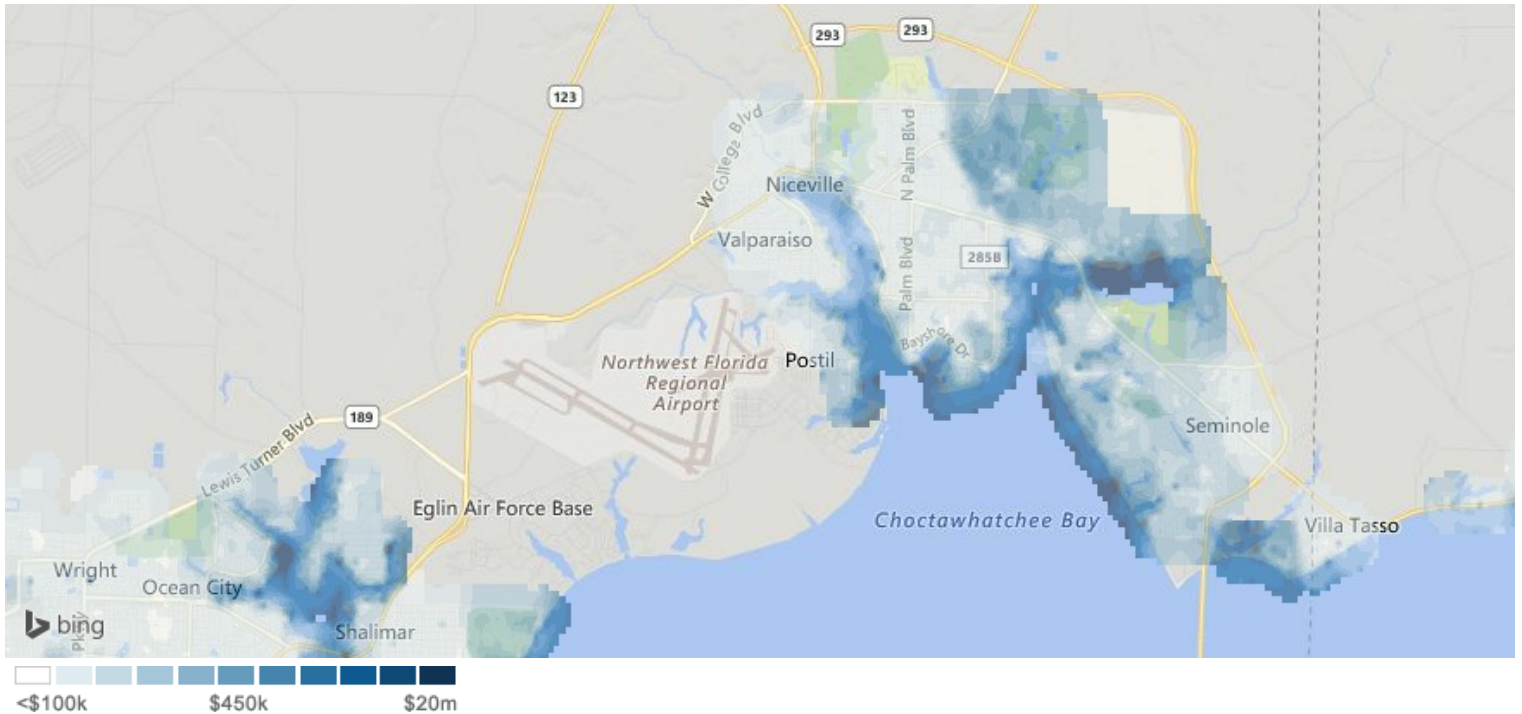 293
293
123
W College Blvd
N Palm Blvd
Niceville
Valparaiso
285B
Palm Blvd
Bayshore Dr
Northwest Florida
Regional
Airport
Postil
189
Lewis Turner Blvd
Seminole
Eglin Air Force Base
Choctawhatchee Bay
Villa Tasso
Wright
Ocean City
bing
Pkwy
Shalimar
<$100k
$450k
$20m